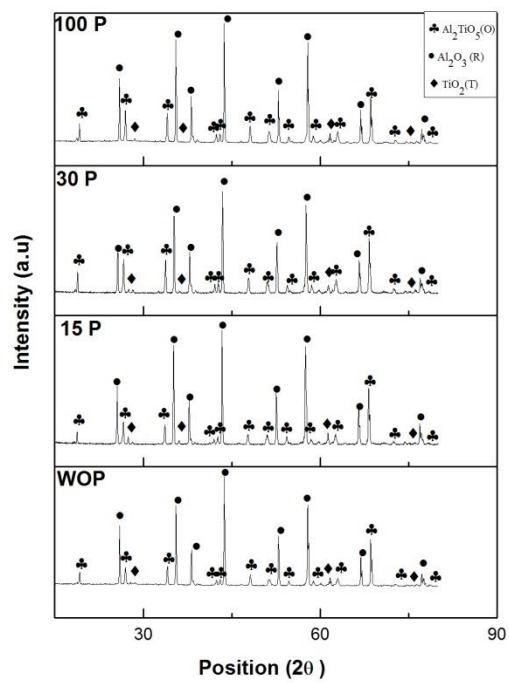 100 P
♣ Al2TiO5(O)
● Al2O3 (R)
♦ TiO2(T)
30 P
15 P
WOP
Intensity (a.u)
30
60
90
Position (2θ )